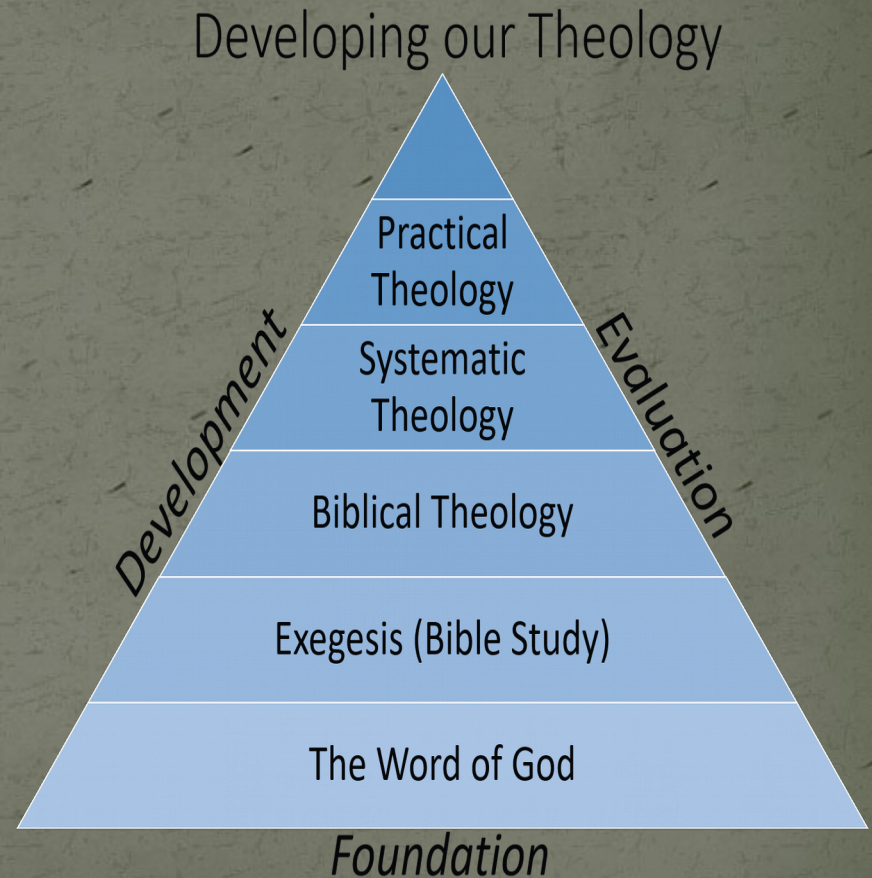 Developing our Theology
Practical
Theology
Systematic
Theology
Development
Evaluation
Biblical Theology
Exegesis (Bible Study)
The Word of God
Foundation